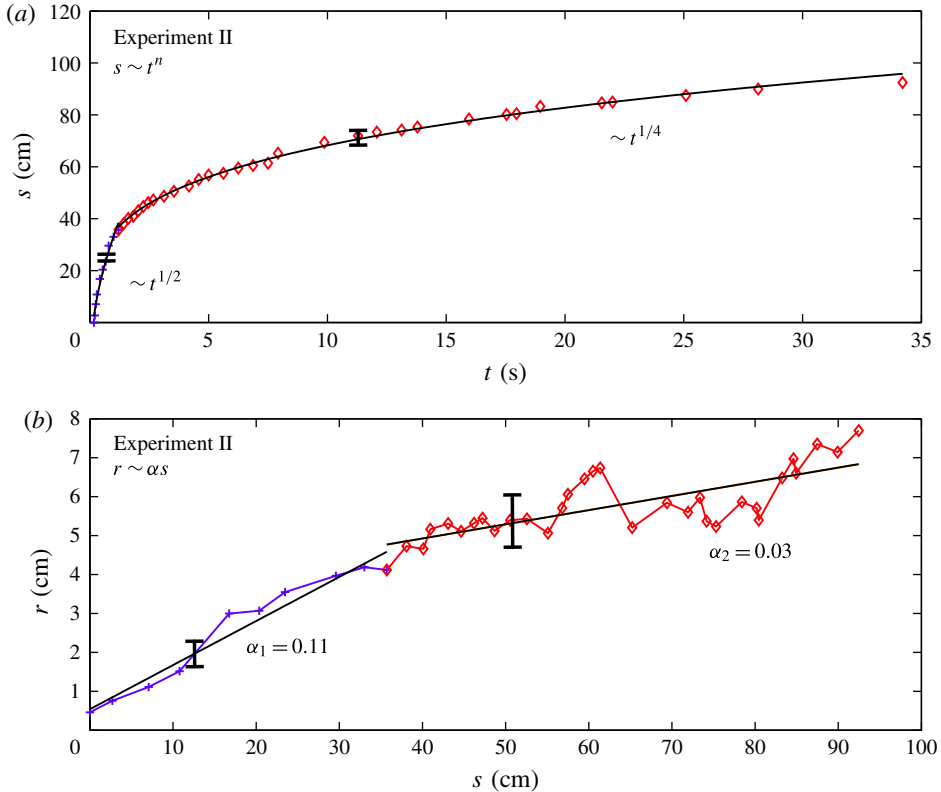 (a)
120
100
80
60
40
20
0
s (cm)
Experiment II
s ~ t^n
~ t^{1/4}
~ t^{1/2}
5 10 15 20 25 30 35
t (s)
(b)
8
7
6
5
4
3
2
1
0
r (cm)
Experiment II
r ~ αs
α₂ = 0.03
α₁ = 0.11
10 20 30 40 50 60 70 80 90 100
s (cm)